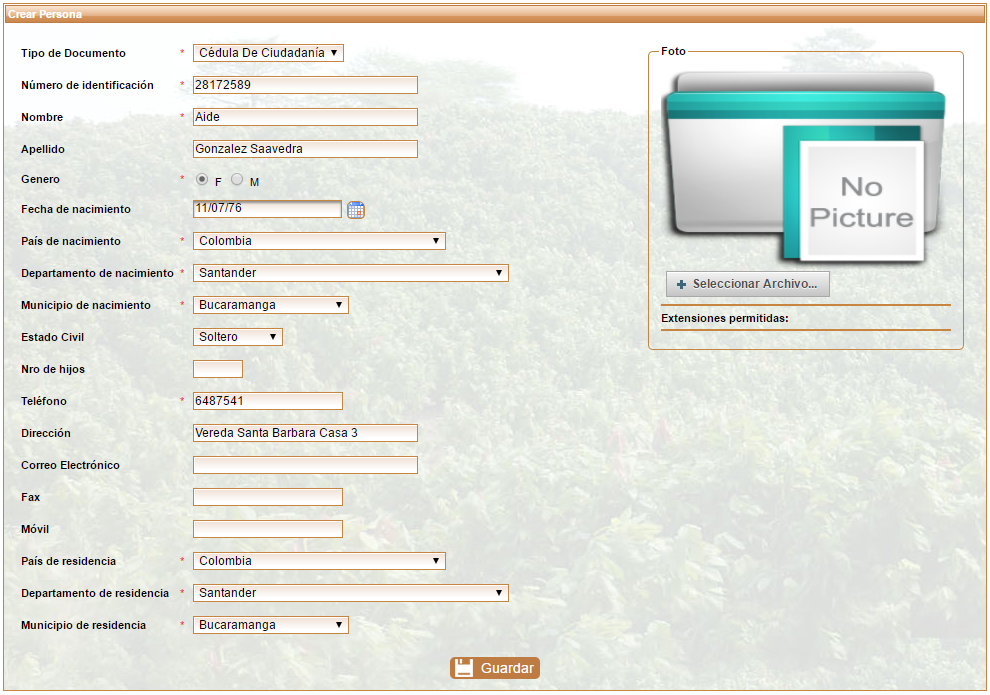 Crear Persona
Tipo de Documento * Cédula De Ciudadanía
Foto
Número de identificación * 28172589
Nombre * Aide
Apellido Gonzalez Saavedra
Genero * F M
No
Picture
Fecha de nacimiento 11/07/76
País de nacimiento * Colombia
Departamento de nacimiento * Santander
+ Seleccionar Archivo...
Municipio de nacimiento * Bucaramanga
Extensiones permitidas:
Estado Civil Soltero
Nro de hijos
Teléfono * 6487541
Dirección Vereda Santa Barbara Casa 3
Correo Electrónico
Fax
Móvil
País de residencia * Colombia
Departamento de residencia * Santander
Municipio de residencia * Bucaramanga
Guardar